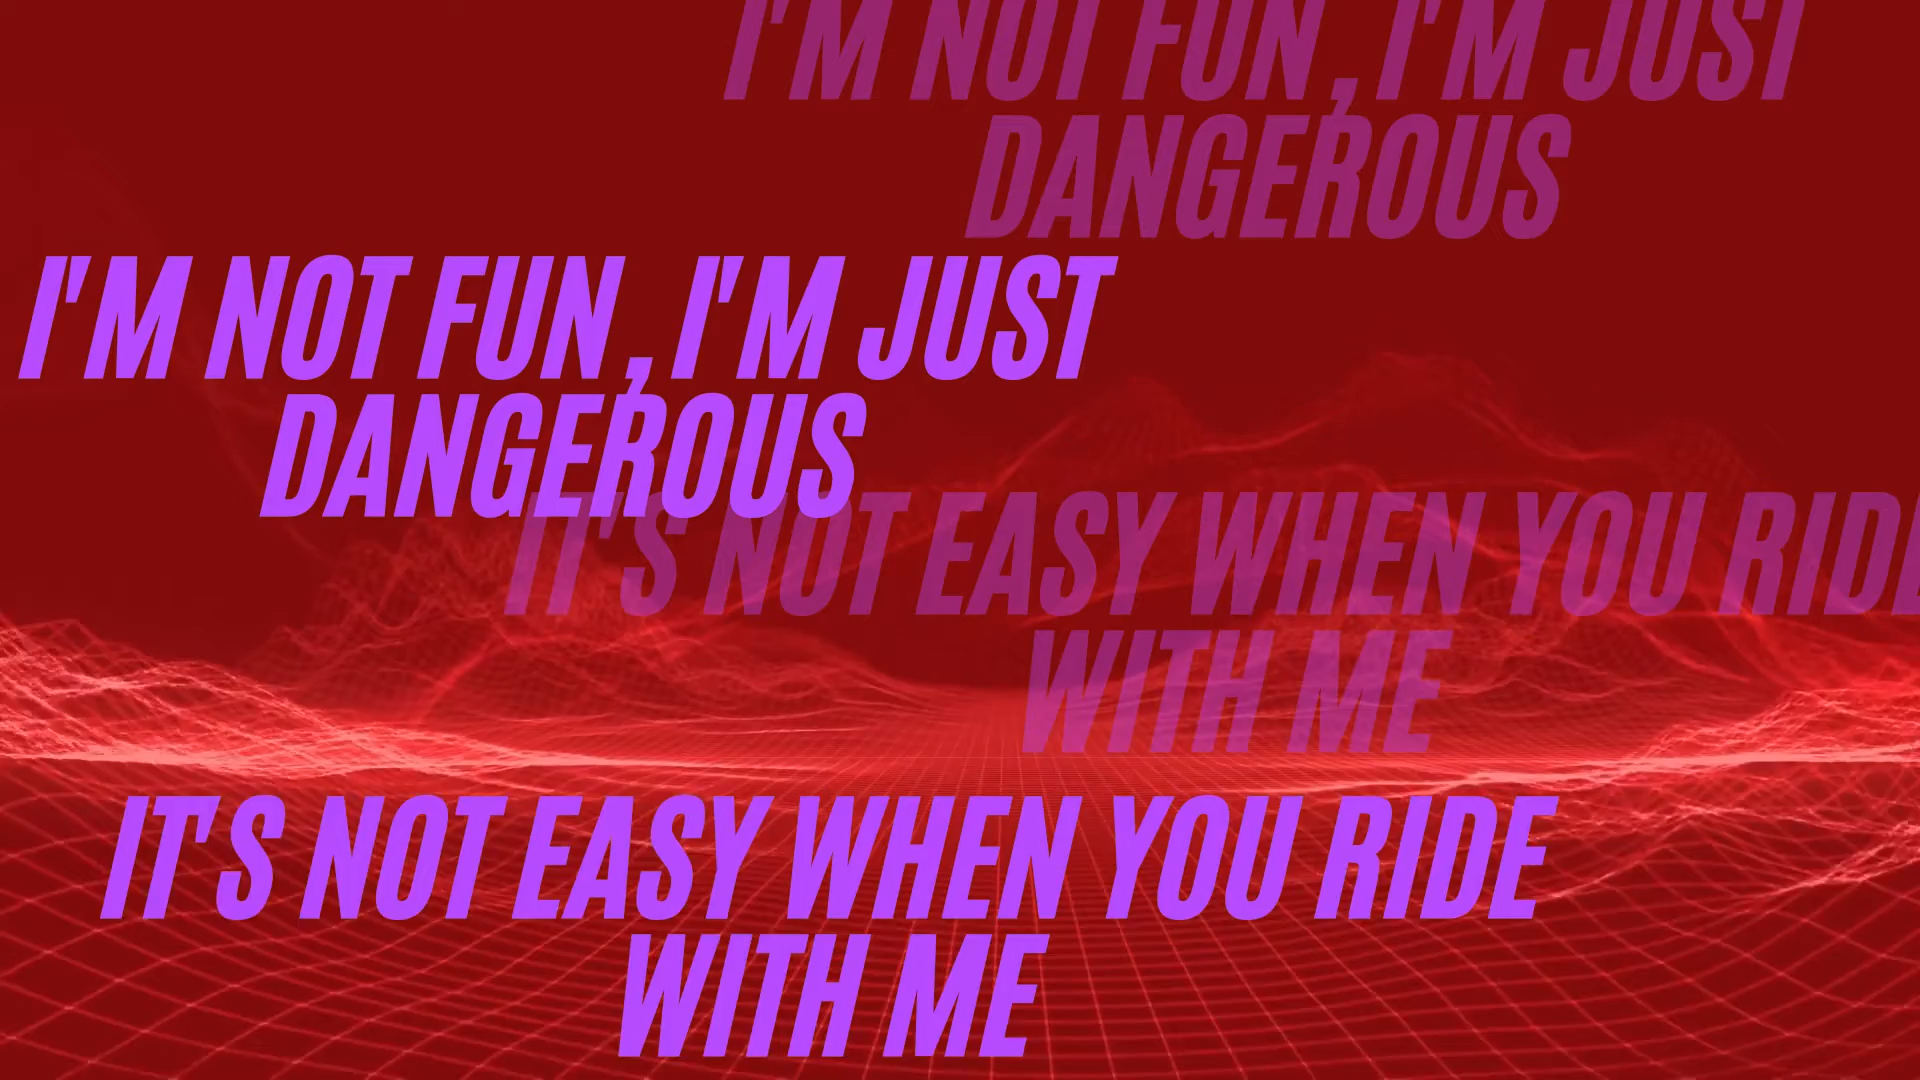 I'M NOT FUN, I'M JUST
DANGEROUS
I'M NOT FUN, I'M JUST
DANGEROUS
IT'S NOT EASY WHEN YOU RIDE
WITH ME
IT'S NOT EASY WHEN YOU RIDE
WITH ME